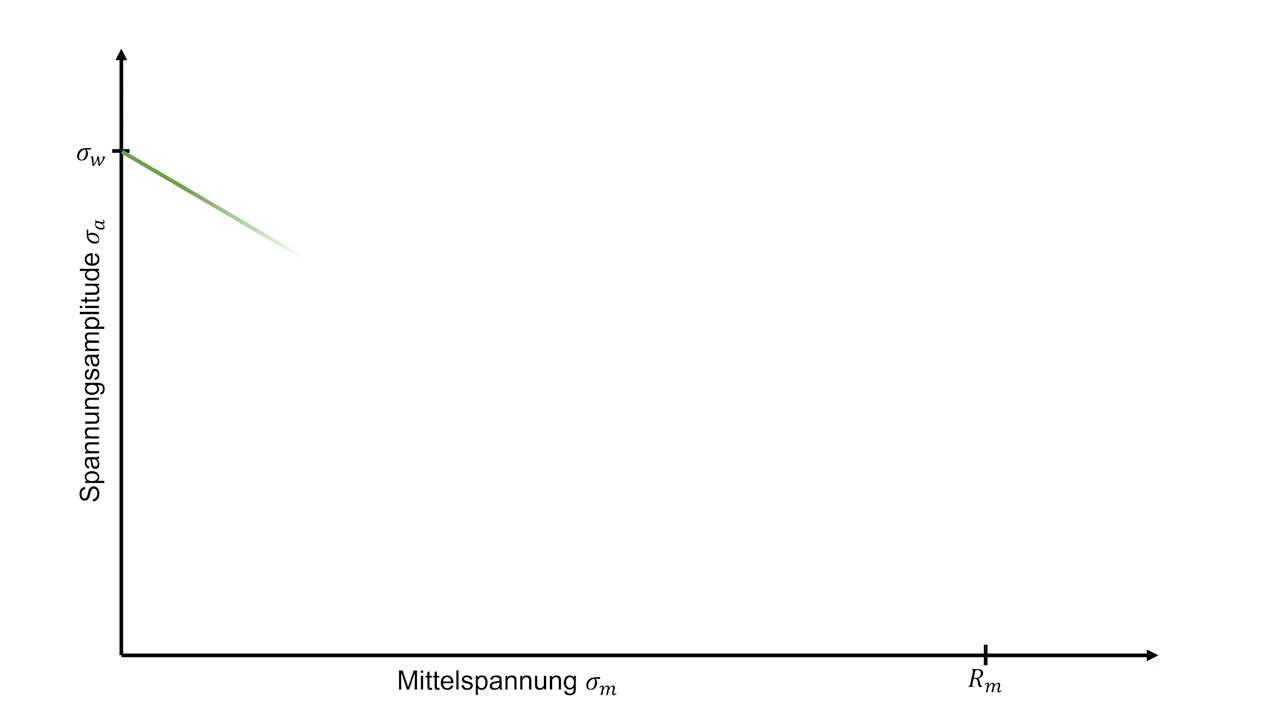 σ_w
Spannungsamplitude σ_a
Mittelspannung σ_m
R_m